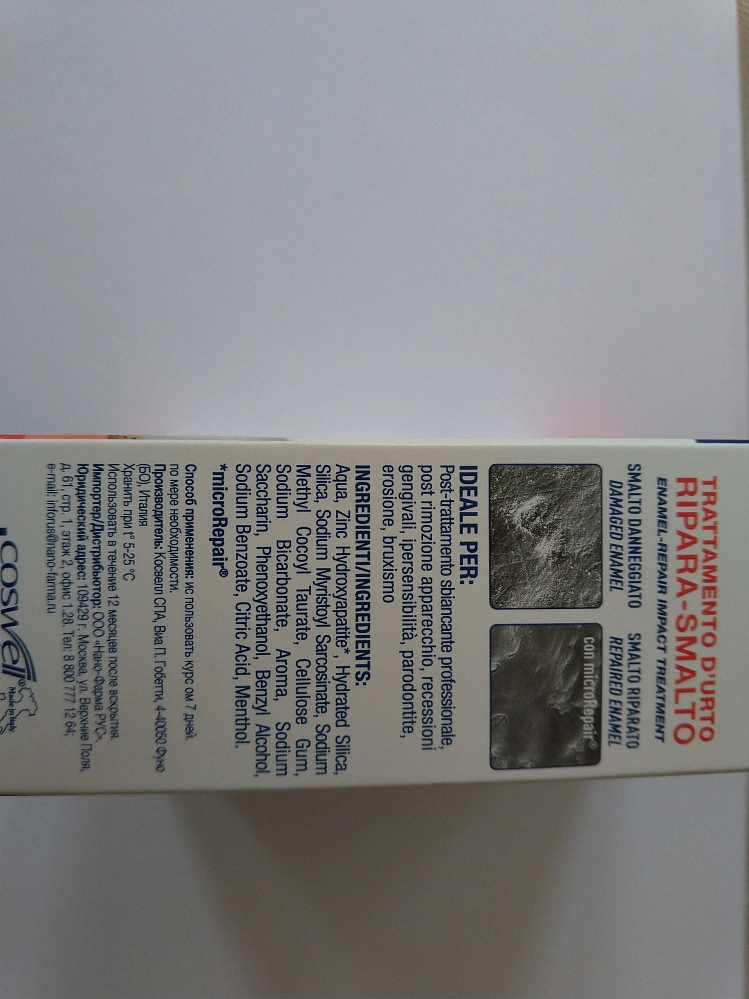 TRATTAMENTO D'URTO
RIPARA-SMALTO
ENAMEL-REPAIR IMPACT TREATMENT
SMALTO DANNEGGIATO
DAMAGED ENAMEL
SMALTO RIPARATO
REPAIRED ENAMEL
con microRepair®
IDEALE PER:
Post-trattamento sbiancante professionale,
post rimozione apparecchio, recessioni
gengivali, ipersensibilità, parodontite,
erosione, bruxismo
INGREDIENTI/INGREDIENTS:
Aqua, Zinc Hydroxyapatite*, Hydrated Silica,
Silica, Sodium Myristoyl Sarcosinate, Sodium
Methyl Cocoyl Taurate, Cellulose Gum,
Sodium Bicarbonate, Aroma, Sodium
Saccharin, Phenoxyethanol, Benzyl Alcohol,
Sodium Benzoate, Citric Acid, Menthol.
*microRepair®
Способ применения: ис пользовать курс ом 7 дней,
по мере необходимости.
Производитель: Косвелл СПА, Виа П. Гобетти, 4-40050 Фуно
(БО), Италия
Хранить при t° 5-25 °C
Использовать в течение 12 месяцев после вскрытия.
Импортер/Дистрибьютор: ООО «Нано-Фарма РУС»,
Юридический адрес: 109429 г. Москва, ул. Верхние Поля,
д. 61, стр. 1, этаж 2, офис 1.28. Тел: 8 800 777 12 64;
e-mail: inforus@nano-farma.ru
coswell
Made in Italy